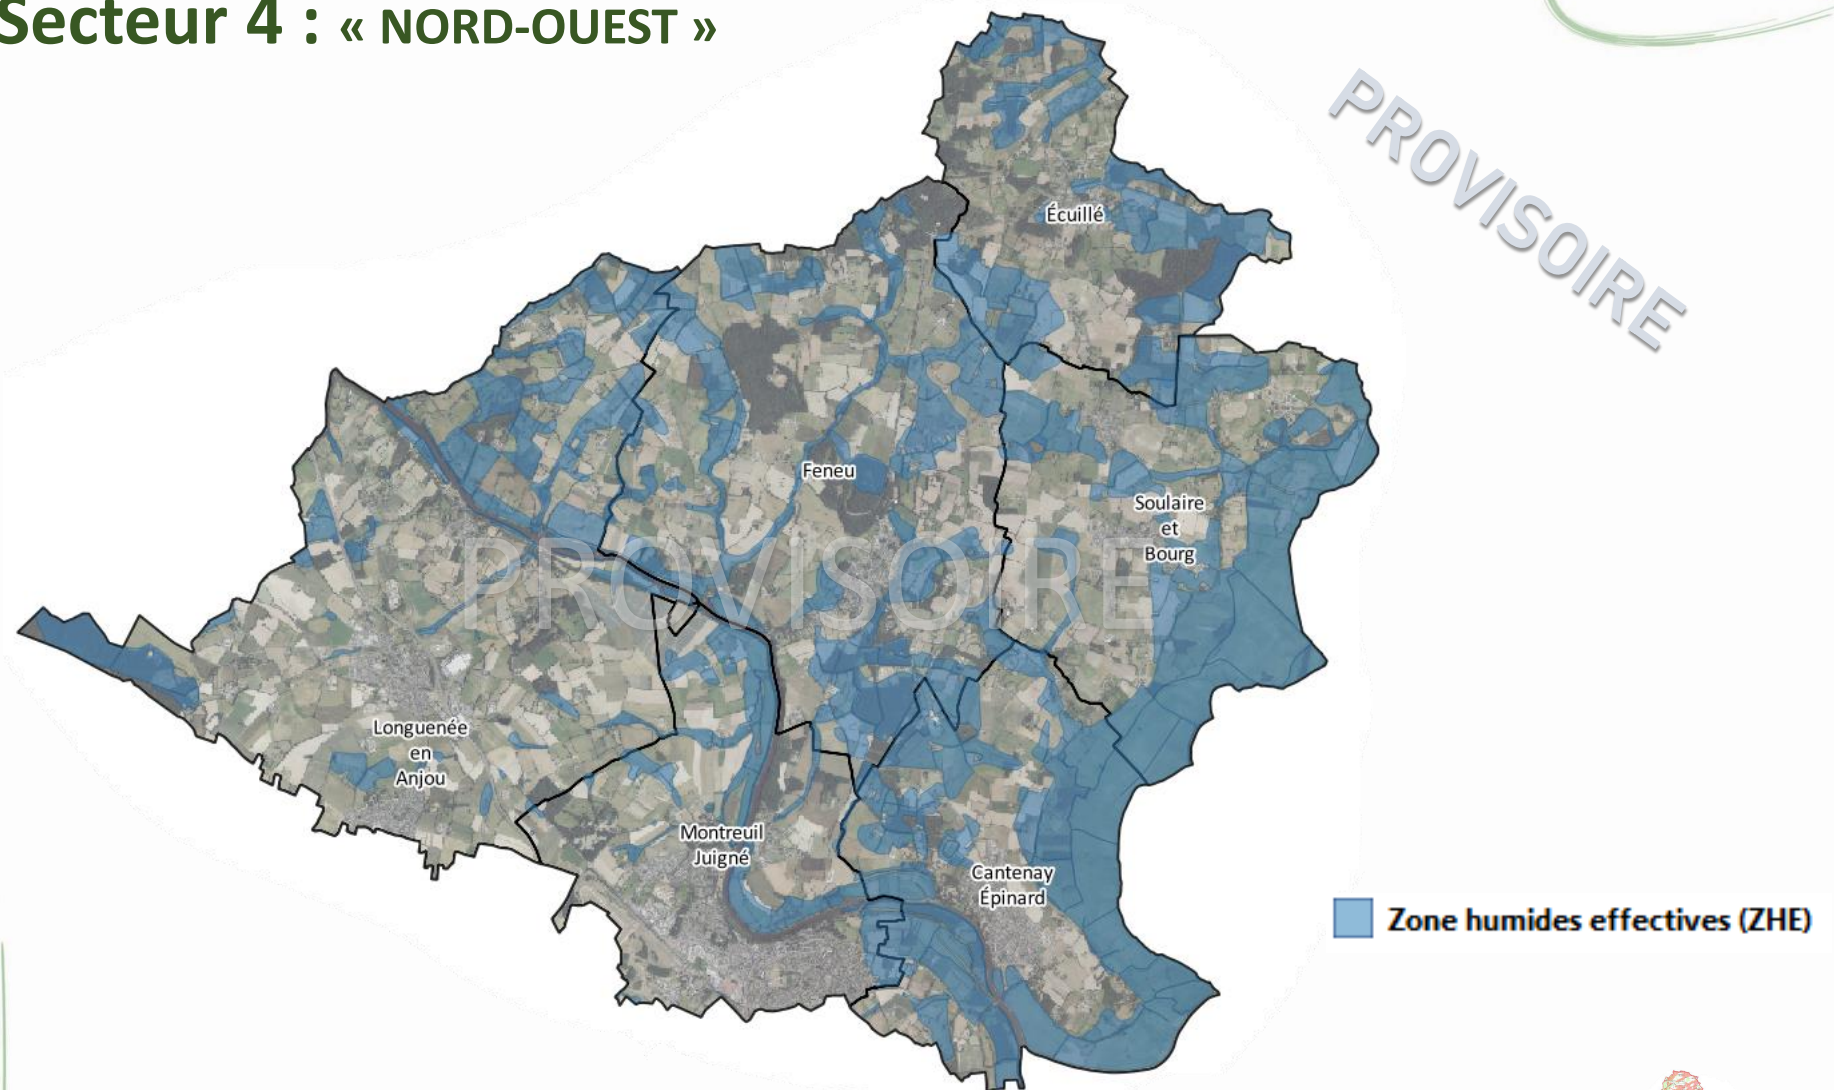 Secteur 4 : « NORD-OUEST »
PROVISOIRE
Écuillé
Feneu
Soulaire
et
Bourg
PROVISOIRE
Longuenée
en
Anjou
Montreuil
Juigné
Cantenay
Épinard
Zone humides effectives (ZHE)